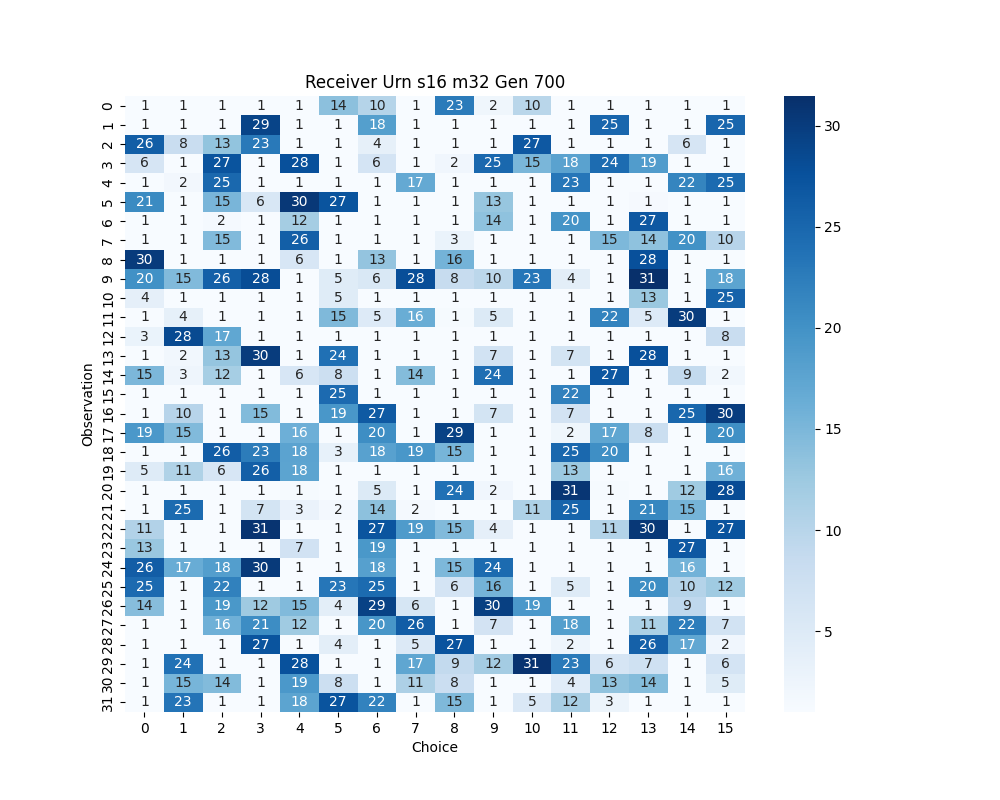 Receiver Urn s16 m32 Gen 700
0 1 1 1 1 1 14 10 1 23 2 10 1 1 1 1 1
1 1 1 1 29 1 1 18 1 1 1 1 1 25 1 1 25
2 26 8 13 23 1 1 4 1 1 1 27 1 1 1 6 1
3 6 1 27 1 28 1 6 1 2 25 15 18 24 19 1 1
4 1 2 25 1 1 1 1 17 1 1 1 23 1 1 22 25
5 21 1 15 6 30 27 1 1 1 13 1 1 1 1 1 1
6 1 1 2 1 12 1 1 1 1 14 1 20 1 27 1 1
7 1 1 15 1 26 1 1 1 3 1 1 1 15 14 20 10
8 30 1 1 1 6 1 13 1 16 1 1 1 1 28 1 1
9 20 15 26 28 1 5 6 28 8 10 23 4 1 31 1 18
10 4 1 1 1 1 5 1 1 1 1 1 1 1 13 1 25
11 1 4 1 1 1 15 5 16 1 5 1 1 22 5 30 1
12 3 28 17 1 1 1 1 1 1 1 1 1 1 1 1 8
13 1 2 13 30 1 24 1 1 1 7 1 7 1 28 1 1
14 15 3 12 1 6 8 1 14 1 24 1 1 27 1 9 2
15 1 1 1 1 1 25 1 1 1 1 1 22 1 1 1 1
16 1 10 1 15 1 19 27 1 1 7 1 7 1 1 25 30
17 19 15 1 1 16 1 20 1 29 1 1 2 17 8 1 20
18 1 1 26 23 18 3 18 19 15 1 1 25 20 1 1 1
19 5 11 6 26 18 1 1 1 1 1 1 13 1 1 1 16
20 1 1 1 1 1 1 5 1 24 2 1 31 1 1 12 28
21 1 25 1 7 3 2 14 2 1 1 11 25 1 21 15 1
22 11 1 1 31 1 1 27 19 15 4 1 1 11 30 1 27
23 13 1 1 1 7 1 19 1 1 1 1 1 1 1 27 1
24 26 17 18 30 1 1 18 1 15 24 1 1 1 1 16 1
25 25 1 22 1 1 23 25 1 6 16 1 5 1 20 10 12
26 14 1 19 12 15 4 29 6 1 30 19 1 1 1 9 1
27 1 1 16 21 12 1 20 26 1 7 1 18 1 11 22 7
28 1 1 1 27 1 4 1 5 27 1 1 2 1 26 17 2
29 1 24 1 1 28 1 1 17 9 12 31 23 6 7 1 6
30 1 15 14 1 19 8 1 11 8 1 1 4 13 14 1 5
31 1 23 1 1 18 27 22 1 15 1 5 12 3 1 1 1
0 1 2 3 4 5 6 7 8 9 10 11 12 13 14 15
Choice
Observation
30
25
20
15
10
5